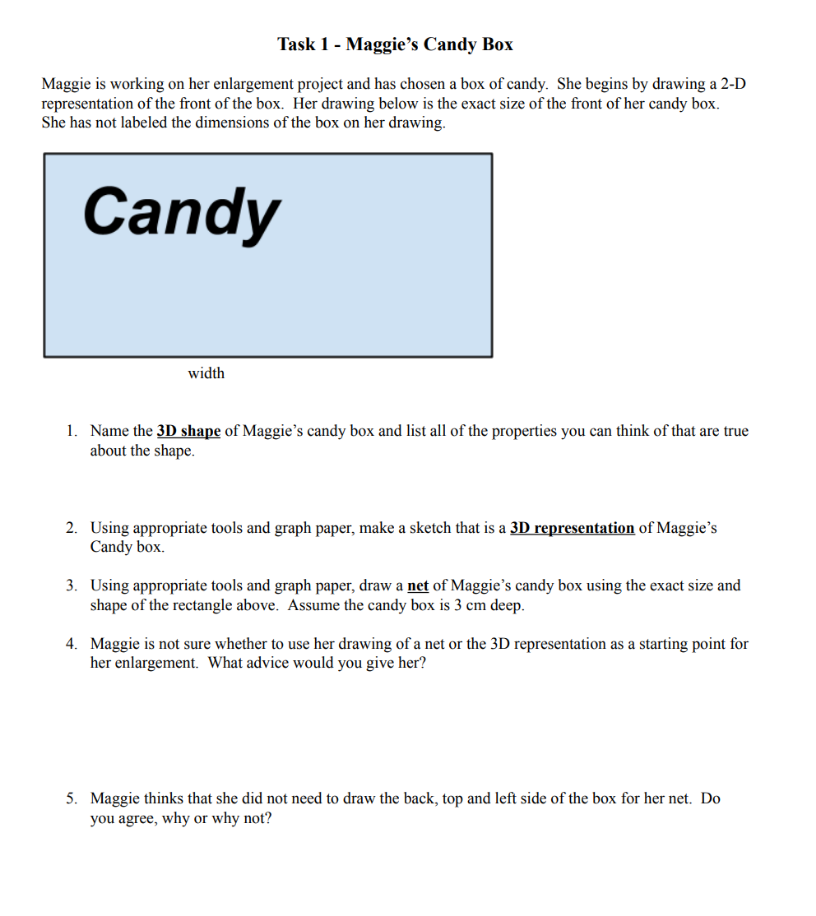 Task 1 - Maggie's Candy Box
Maggie is working on her enlargement project and has chosen a box of candy.  She begins by drawing a 2-D
representation of the front of the box.  Her drawing below is the exact size of the front of her candy box.
She has not labeled the dimensions of the box on her drawing.
Candy
width
1. Name the 3D shape of Maggie's candy box and list all of the properties you can think of that are true
about the shape.
2. Using appropriate tools and graph paper, make a sketch that is a 3D representation of Maggie's
Candy box.
3. Using appropriate tools and graph paper, draw a net of Maggie's candy box using the exact size and
shape of the rectangle above.  Assume the candy box is 3 cm deep.
4. Maggie is not sure whether to use her drawing of a net or the 3D representation as a starting point for
her enlargement.  What advice would you give her?
5. Maggie thinks that she did not need to draw the back, top and left side of the box for her net.  Do
you agree, why or why not?